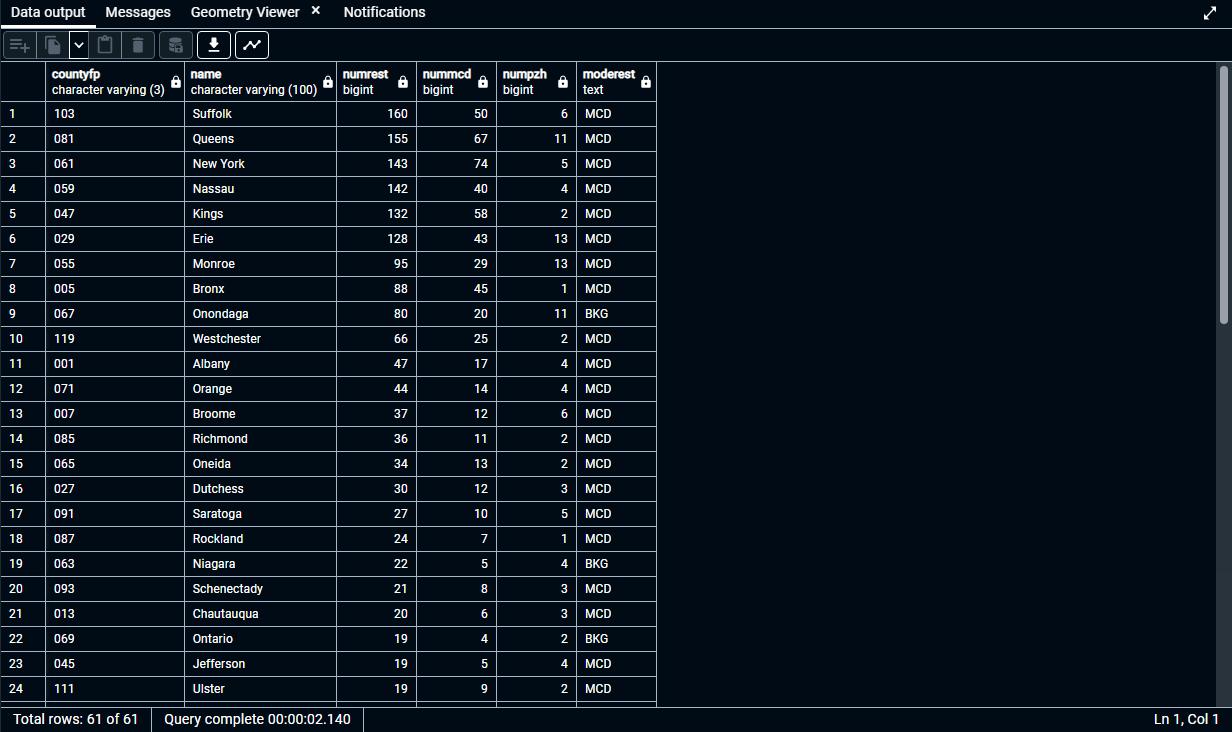 Data output Messages Geometry Viewer × Notifications
countyfp name numrest nummcd numpzh moderest
character varying (3) character varying (100) bigint bigint bigint text
1 103 Suffolk 160 50 6 MCD
2 081 Queens 155 67 11 MCD
3 061 New York 143 74 5 MCD
4 059 Nassau 142 40 4 MCD
5 047 Kings 132 58 2 MCD
6 029 Erie 128 43 13 MCD
7 055 Monroe 95 29 13 MCD
8 005 Bronx 88 45 1 MCD
9 067 Onondaga 80 20 11 BKG
10 119 Westchester 66 25 2 MCD
11 001 Albany 47 17 4 MCD
12 071 Orange 44 14 4 MCD
13 007 Broome 37 12 6 MCD
14 085 Richmond 36 11 2 MCD
15 065 Oneida 34 13 2 MCD
16 027 Dutchess 30 12 3 MCD
17 091 Saratoga 27 10 5 MCD
18 087 Rockland 24 7 1 MCD
19 063 Niagara 22 5 4 BKG
20 093 Schenectady 21 8 3 MCD
21 013 Chautauqua 20 6 3 MCD
22 069 Ontario 19 4 2 BKG
23 045 Jefferson 19 5 4 MCD
24 111 Ulster 19 9 2 MCD
Total rows: 61 of 61 Query complete 00:00:02.140 Ln 1, Col 1